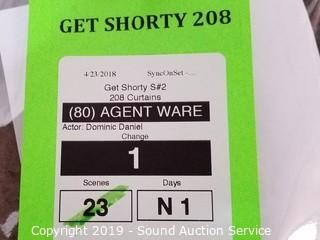 GET SHORTY 208
4/23/2018 SyncOnSet -...
Get Shorty S#2
208 Curtains
(80) AGENT WARE
Actor: Dominic Daniel
Change
1
Scenes Days
23 N 1
Copyright 2019 - Sound Auction Service